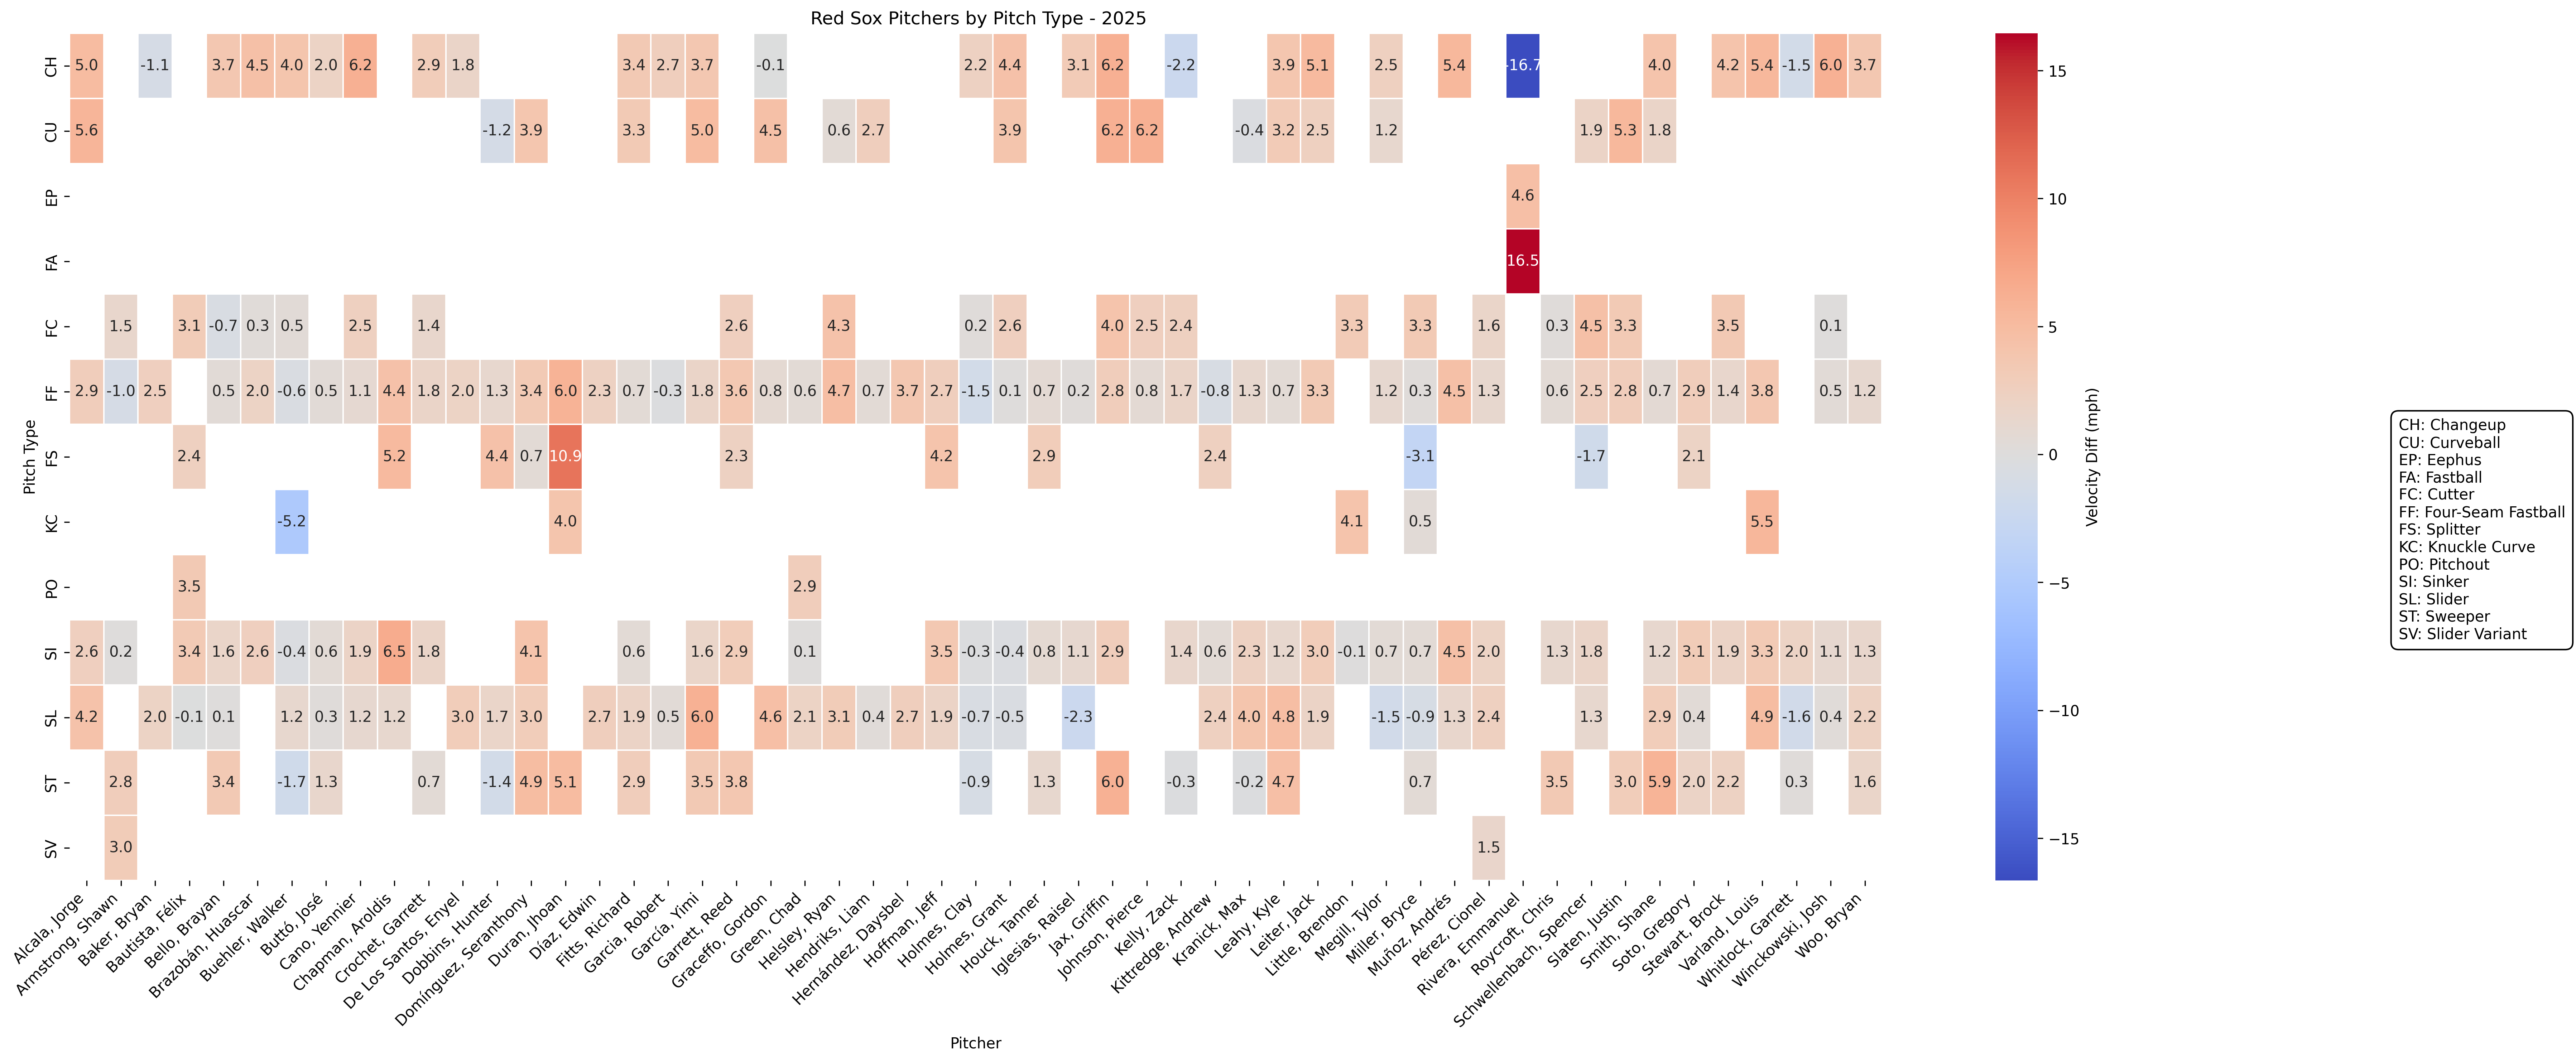 Red Sox Pitchers by Pitch Type - 2025
CH 5.0 -1.1 3.7 4.5 4.0 2.0 6.2 2.9 1.8 3.4 2.7 3.7 -0.1 2.2 4.4 3.1 6.2 -2.2 3.9 5.1 2.5 5.4 -16.7 4.0 4.2 5.4 -1.5 6.0 3.7
CU 5.6 -1.2 3.9 3.3 5.0 4.5 0.6 2.7 3.9 6.2 6.2 -0.4 3.2 2.5 1.2 1.9 5.3 1.8
EP 4.6
FA 16.5
FC 1.5 3.1 -0.7 0.3 0.5 2.5 1.4 2.6 4.3 0.2 2.6 4.0 2.5 2.4 3.3 3.3 1.6 0.3 4.5 3.3 3.5 0.1
FF 2.9 -1.0 2.5 0.5 2.0 -0.6 0.5 1.1 4.4 1.8 2.0 1.3 3.4 6.0 2.3 0.7 -0.3 1.8 3.6 0.8 0.6 4.7 0.7 3.7 2.7 -1.5 0.1 0.7 0.2 2.8 0.8 1.7 -0.8 1.3 0.7 3.3 1.2 0.3 4.5 1.3 0.6 2.5 2.8 0.7 2.9 1.4 3.8 0.5 1.2
FS 2.4 5.2 4.4 0.7 10.9 2.3 4.2 2.9 2.4 -3.1 -1.7 2.1
KC -5.2 4.0 4.1 0.5 5.5
PO 3.5 2.9
SI 2.6 0.2 3.4 1.6 2.6 -0.4 0.6 1.9 6.5 1.8 4.1 0.6 1.6 2.9 0.1 3.5 -0.3 -0.4 0.8 1.1 2.9 1.4 0.6 2.3 1.2 3.0 -0.1 0.7 0.7 4.5 2.0 1.3 1.8 1.2 3.1 1.9 3.3 2.0 1.1 1.3
SL 4.2 2.0 -0.1 0.1 1.2 0.3 1.2 1.2 3.0 1.7 3.0 2.7 1.9 0.5 6.0 4.6 2.1 3.1 0.4 2.7 1.9 -0.7 -0.5 -2.3 2.4 4.0 4.8 1.9 -1.5 -0.9 1.3 2.4 1.3 2.9 0.4 4.9 -1.6 0.4 2.2
ST 2.8 3.4 -1.7 1.3 0.7 -1.4 4.9 5.1 2.9 3.5 3.8 -0.9 1.3 6.0 -0.3 -0.2 4.7 0.7 3.5 3.0 5.9 2.0 2.2 0.3 1.6
SV 3.0 1.5
Pitch Type
Alcala, Jorge
Armstrong, Shawn
Baker, Bryan
Bautista, Félix
Bello, Brayan
Brazobán, Huascar
Buehler, Walker
Buttó, José
Cano, Yennier
Chapman, Aroldis
Crochet, Garrett
De Los Santos, Enyel
Dobbins, Hunter
Domínguez, Seranthony
Duran, Jhoan
Díaz, Edwin
Fitts, Richard
Garcia, Robert
García, Yimi
Garrett, Reed
Graceffo, Gordon
Green, Chad
Helsley, Ryan
Hendriks, Liam
Hernández, Daysbel
Hoffman, Jeff
Holmes, Clay
Holmes, Grant
Houck, Tanner
Iglesias, Raisel
Jax, Griffin
Johnson, Pierce
Kelly, Zack
Kittredge, Andrew
Kranick, Max
Leahy, Kyle
Leiter, Jack
Little, Brendon
Megill, Tylor
Miller, Bryce
Muñoz, Andrés
Pérez, Cionel
Rivera, Emmanuel
Roycroft, Chris
Schwellenbach, Spencer
Slaten, Justin
Smith, Shane
Soto, Gregory
Stewart, Brock
Varland, Louis
Whitlock, Garrett
Winckowski, Josh
Woo, Bryan
Pitcher
15
10
5
0
−5
−10
−15
Velocity Diff (mph)
CH: Changeup
CU: Curveball
EP: Eephus
FA: Fastball
FC: Cutter
FF: Four-Seam Fastball
FS: Splitter
KC: Knuckle Curve
PO: Pitchout
SI: Sinker
SL: Slider
ST: Sweeper
SV: Slider Variant